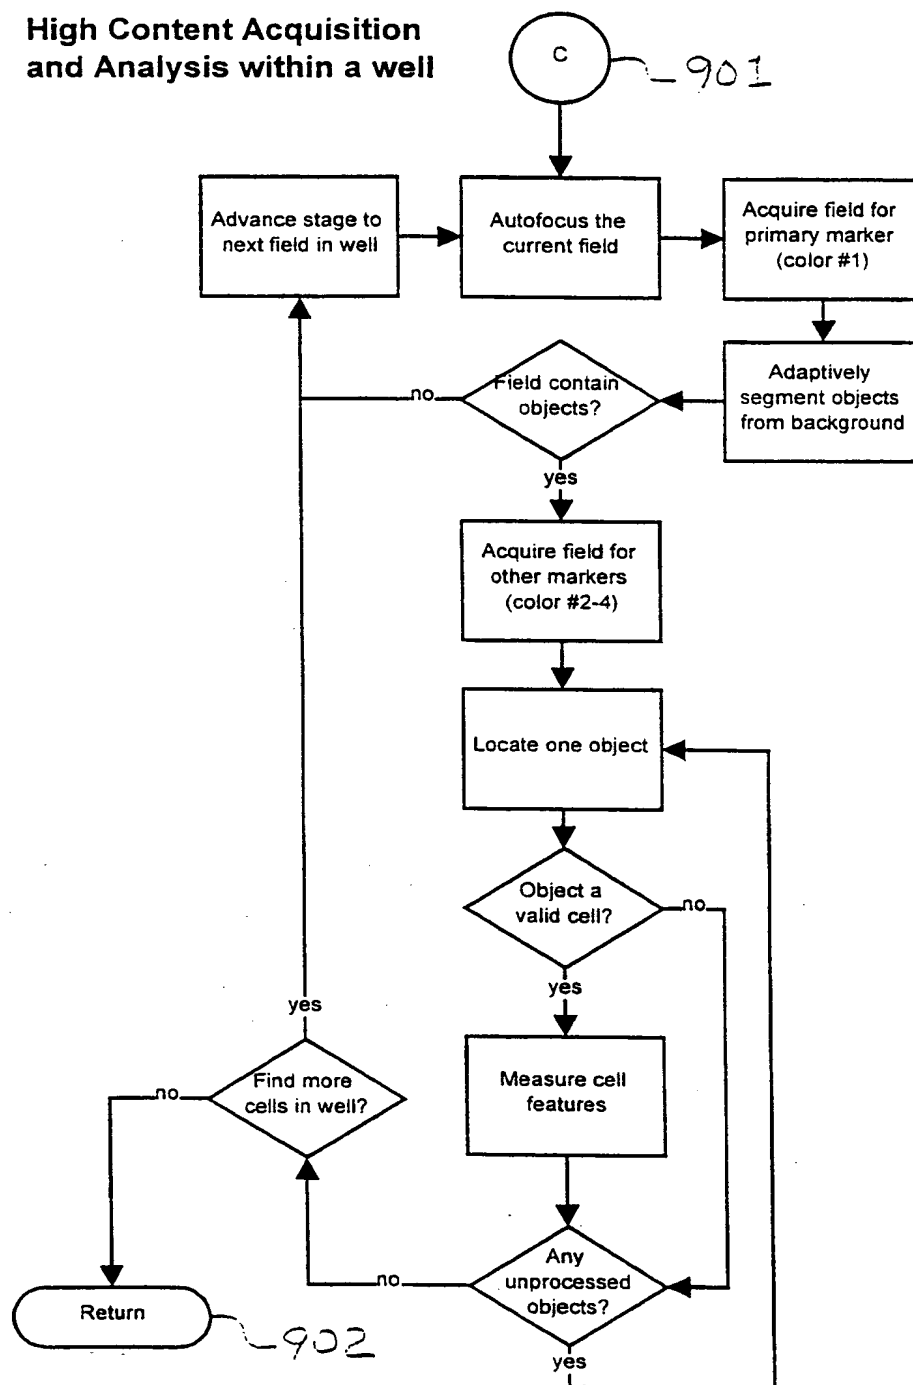 High Content Acquisition
and Analysis within a well
C
901
Advance stage to
next field in well
Autofocus the
current field
Acquire field for
primary marker
(color #1)
Field contain
objects?
no
Adaptively
segment objects
from background
yes
Acquire field for
other markers
(color #2-4)
Locate one object
Object a
valid cell?
no
yes
Measure cell
features
yes
Find more
cells in well?
no
Any
unprocessed
objects?
no
yes
Return
902